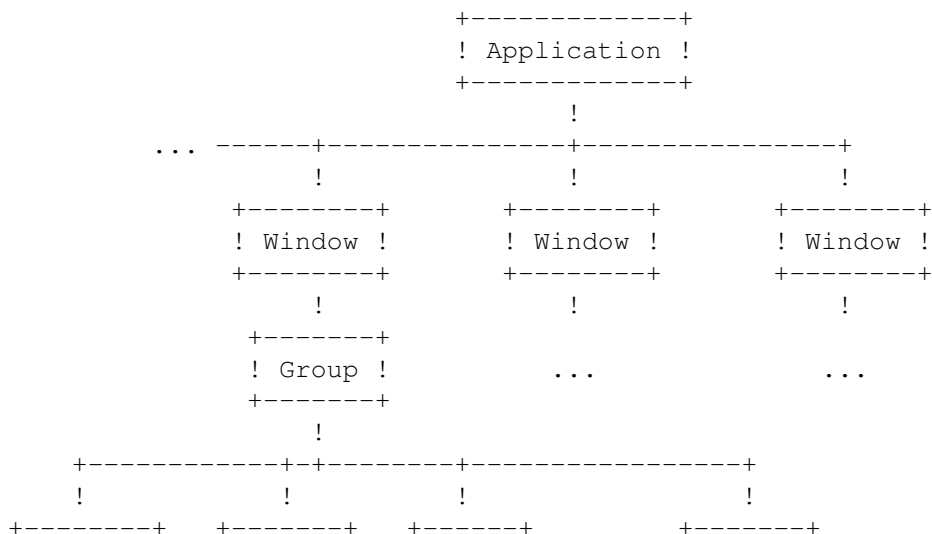 +-------------+
! Application !
+-------------+
!
... ------+---------------+----------------+
! ! !
+--------+ +--------+ +--------+
! Window ! ! Window ! ! Window !
+--------+ +--------+ +--------+
! ! !
+-------+
! Group ! ... ...
+-------+
!
+------------+-+--------+-----------------+
! ! ! !
+--------+ +-------+ +------+ +-------+